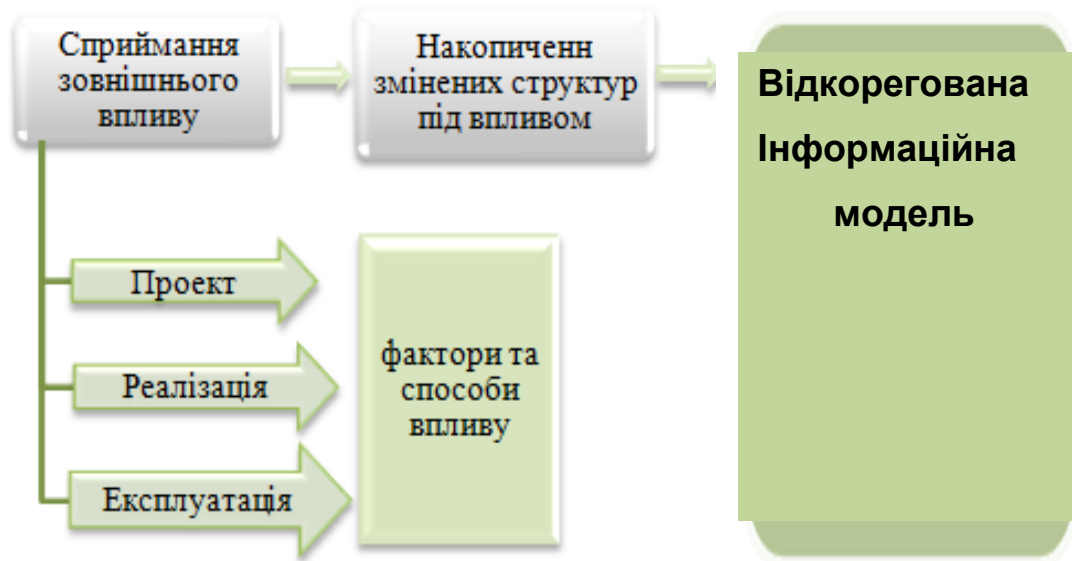 Сприймання
зовнішнього
впливу
Накопиченн
змінених структур
під впливом
Відкорегована
Інформаційна
модель
Проект
Реалізація
Експлуатація
фактори та
способи
впливу